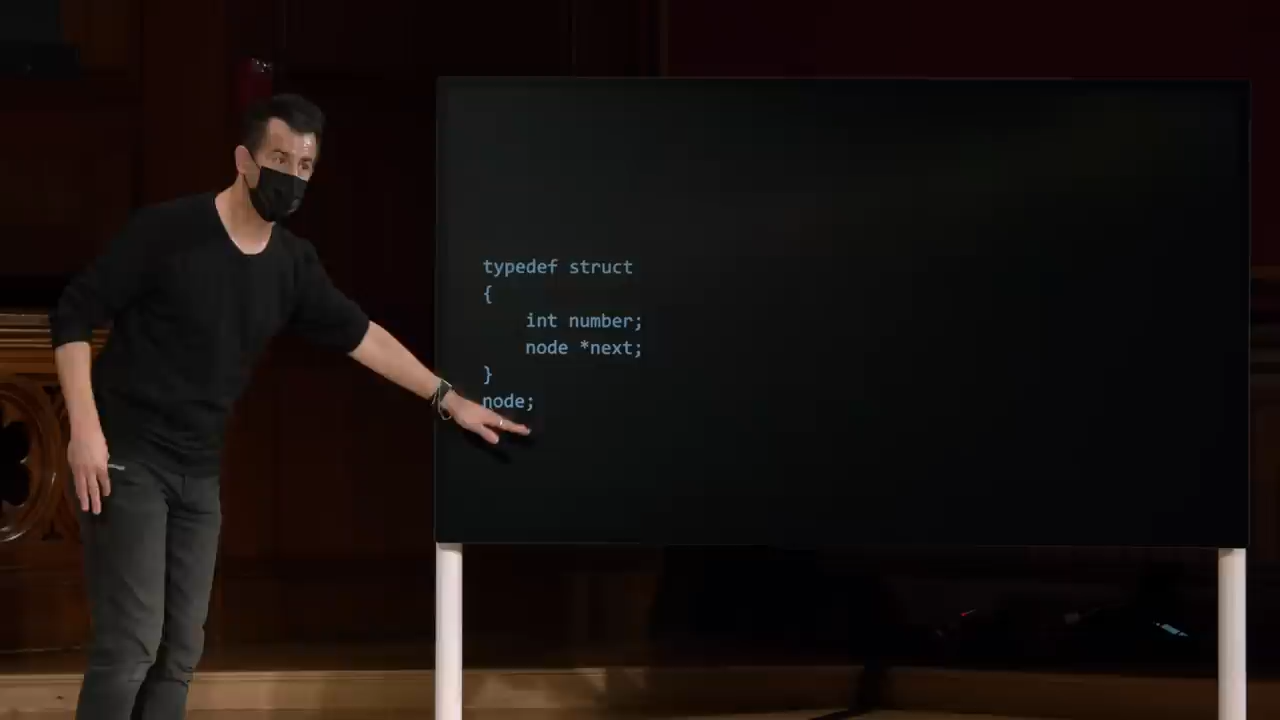 typedef struct
{
    int number;
    node *next;
}
node;